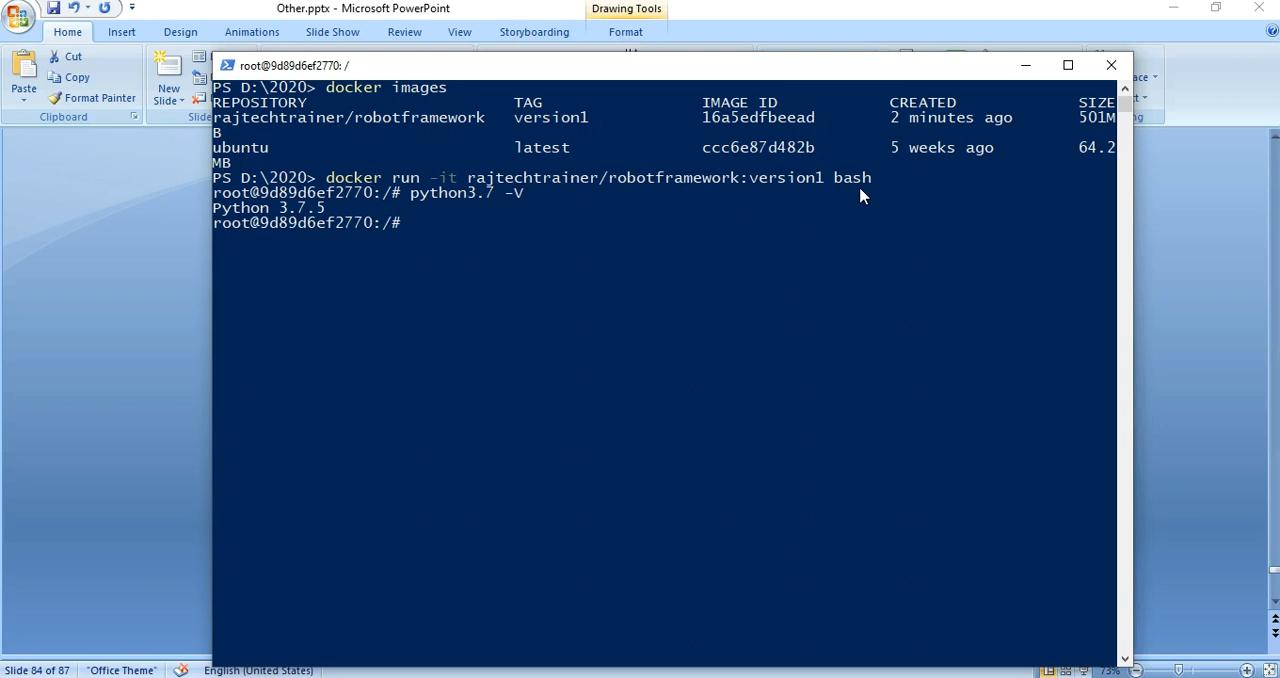 Other.pptx - Microsoft PowerPoint
Drawing Tools
Home Insert Design Animations Slide Show Review View Storyboarding Format
Paste
Cut
Copy
Format Painter
Clipboard
New
Slide
root@9d89d6ef2770: /
PS D:\2020> docker images
REPOSITORY TAG IMAGE ID CREATED SIZE
rajtechtrainer/robotframework version1 16a5edfbeead 2 minutes ago 501M
B
ubuntu latest ccc6e87d482b 5 weeks ago 64.2
MB
PS D:\2020> docker run -it rajtechtrainer/robotframework:version1 bash
root@9d89d6ef2770:/# python3.7 -V
Python 3.7.5
root@9d89d6ef2770:/#
Slide 84 of 87 "Office Theme" English (United States) 73%